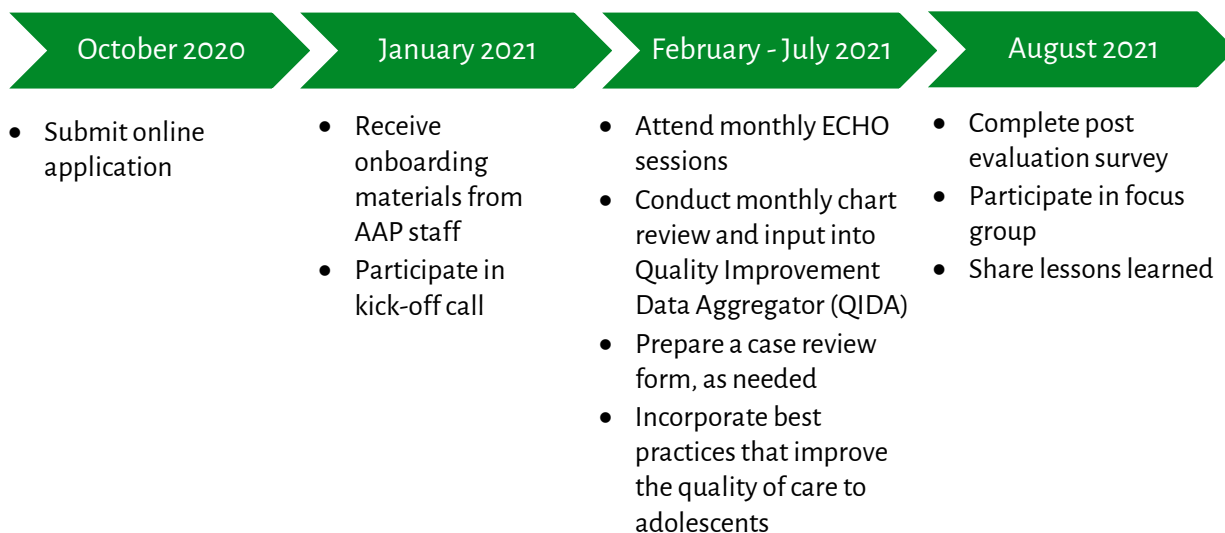 October 2020
January 2021
February - July 2021
August 2021
• Submit online
application
• Receive
onboarding
materials from
AAP staff
• Participate in
kick-off call
• Attend monthly ECHO
sessions
• Conduct monthly chart
review and input into
Quality Improvement
Data Aggregator (QIDA)
• Prepare a case review
form, as needed
• Incorporate best
practices that improve
the quality of care to
adolescents
• Complete post
evaluation survey
• Participate in focus
group
• Share lessons learned